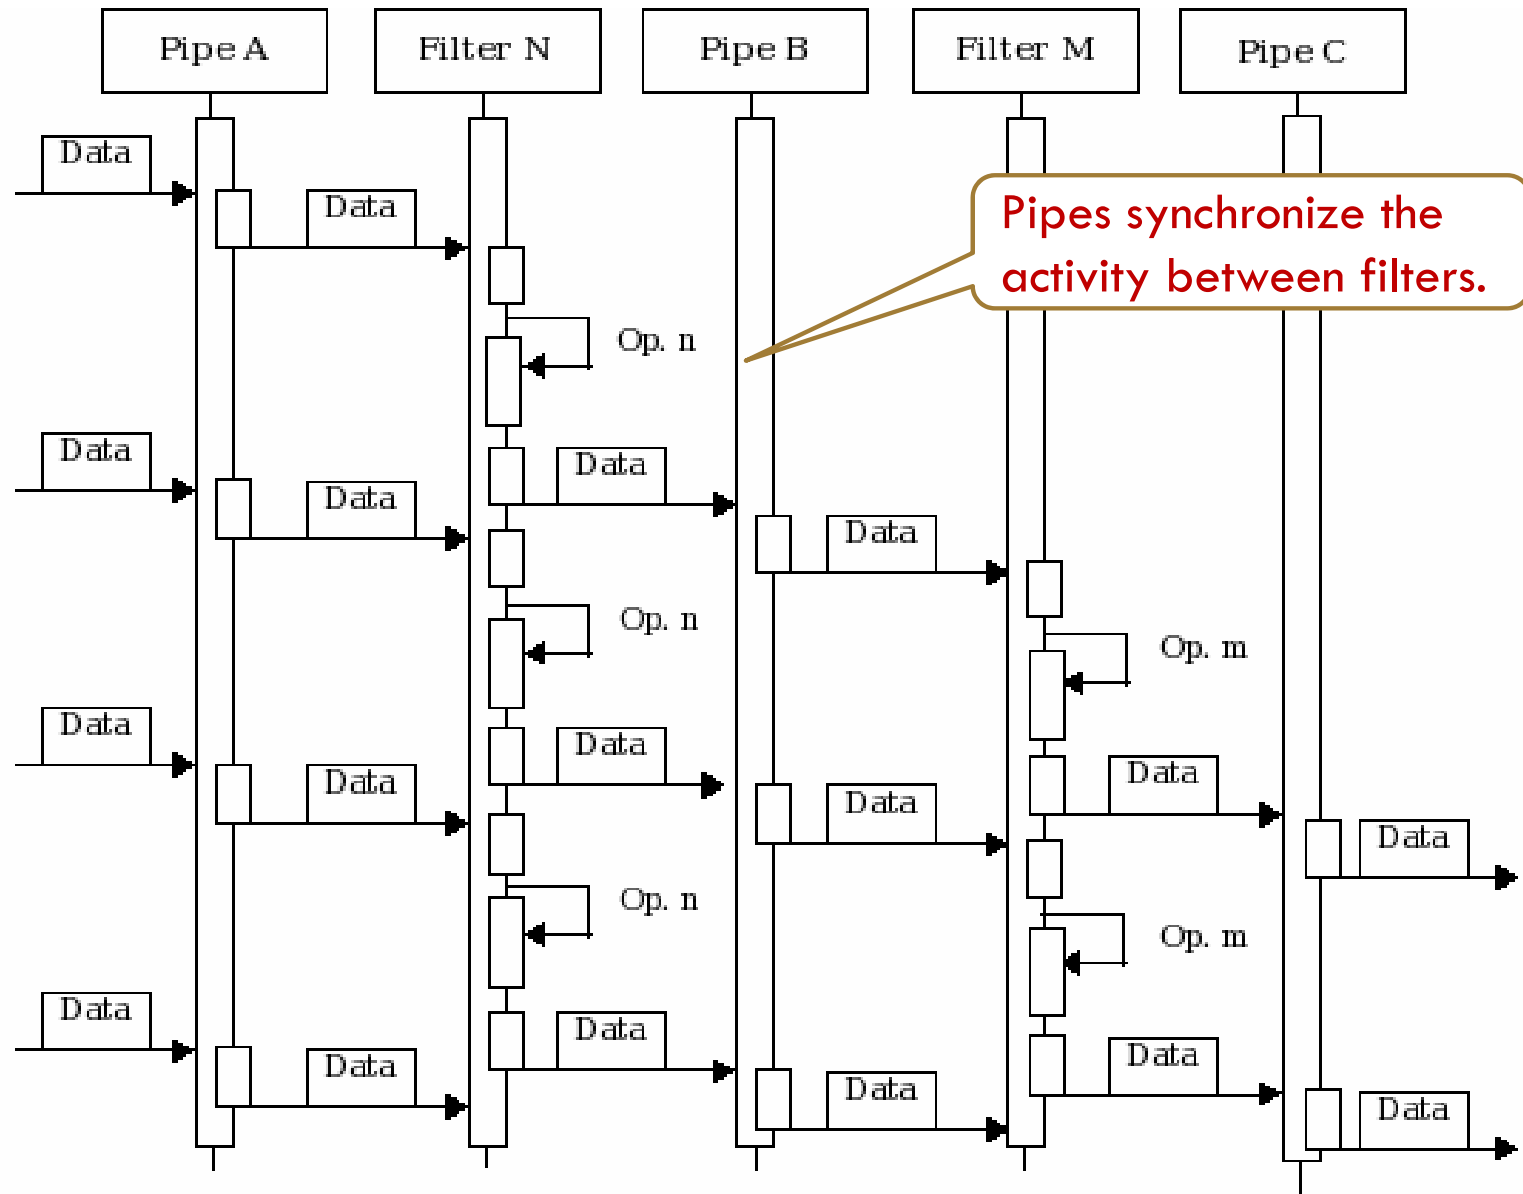 Pipe A
Filter N
Pipe B
Filter M
Pipe C
Data
Data
Pipes synchronize the
activity between filters.
Op. n
Data
Data
Data
Data
Op. n
Op. m
Data
Data
Data
Data
Data
Data
Op. n
Op. m
Data
Data
Data
Data
Data
Data